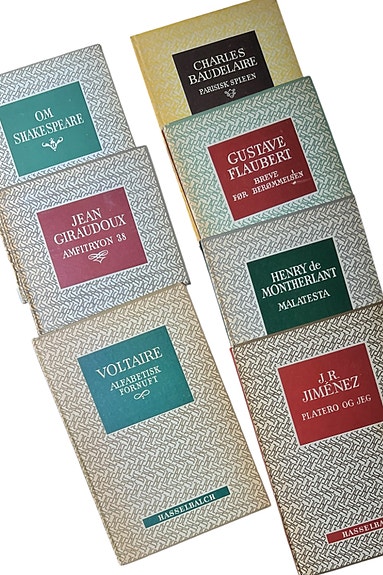 OM
SHAKESPEARE
JEAN
GIRAUDOUX
AMFITRYON 38
VOLTAIRE
ALFABETISK
FORNUFT
HASSELBALCH
CHARLES
BAUDELAIRE
PARISISK SPLEEN
GUSTAVE
FLAUBERT
BREVE
FØR BERØMMELSEN
HENRY de
MONTHERLANT
MALATESTA
J. R.
JIMÉNEZ
PLATERO OG JEG
HASSELBA